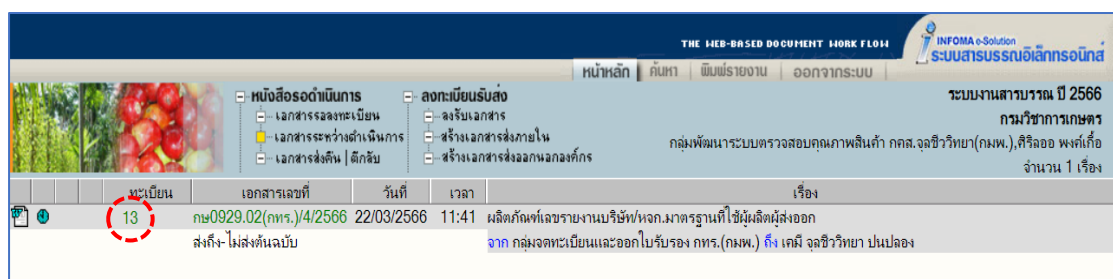 THE WEB-BASED DOCUMENT WORK FLOW
INFOMA e-Solution
ระบบสารบรรณอิเล็กทรอนิกส์
หน้าหลัก ค้นหา พิมพ์รายงาน ออกจากระบบ
หนังสือรอดำเนินการ ลงทะเบียนรับส่ง
เอกสารรอลงทะเบียน ลงรับเอกสาร
เอกสารระหว่างดำเนินการ สร้างเอกสารส่งภายใน
เอกสารส่งคืน | ตีกลับ สร้างเอกสารส่งออกนอกองค์กร
ระบบงานสารบรรณ ปี 2566
กรมวิชาการเกษตร
กลุ่มพัฒนาระบบตรวจสอบคุณภาพสินค้า กตส.จุลชีววิทยา(กมพ.),ศิริลออ พงศ์เกื้อ
จำนวน 1 เรื่อง
ทะเบียน เอกสารเลขที่ วันที่ เวลา เรื่อง
13 กษ0929.02(กทร.)/4/2566 22/03/2566 11:41 ผลิตภัณฑ์เลขรายงานบริษัท/หจก.มาตรฐานที่ใช้ผู้ผลิตผู้ส่งออก
ส่งถึง-ไม่ส่งต้นฉบับ จาก กลุ่มจดทะเบียนและออกใบรับรอง กทร.(กมพ.) ถึง เคมี จุลชีววิทยา ปนปลอง